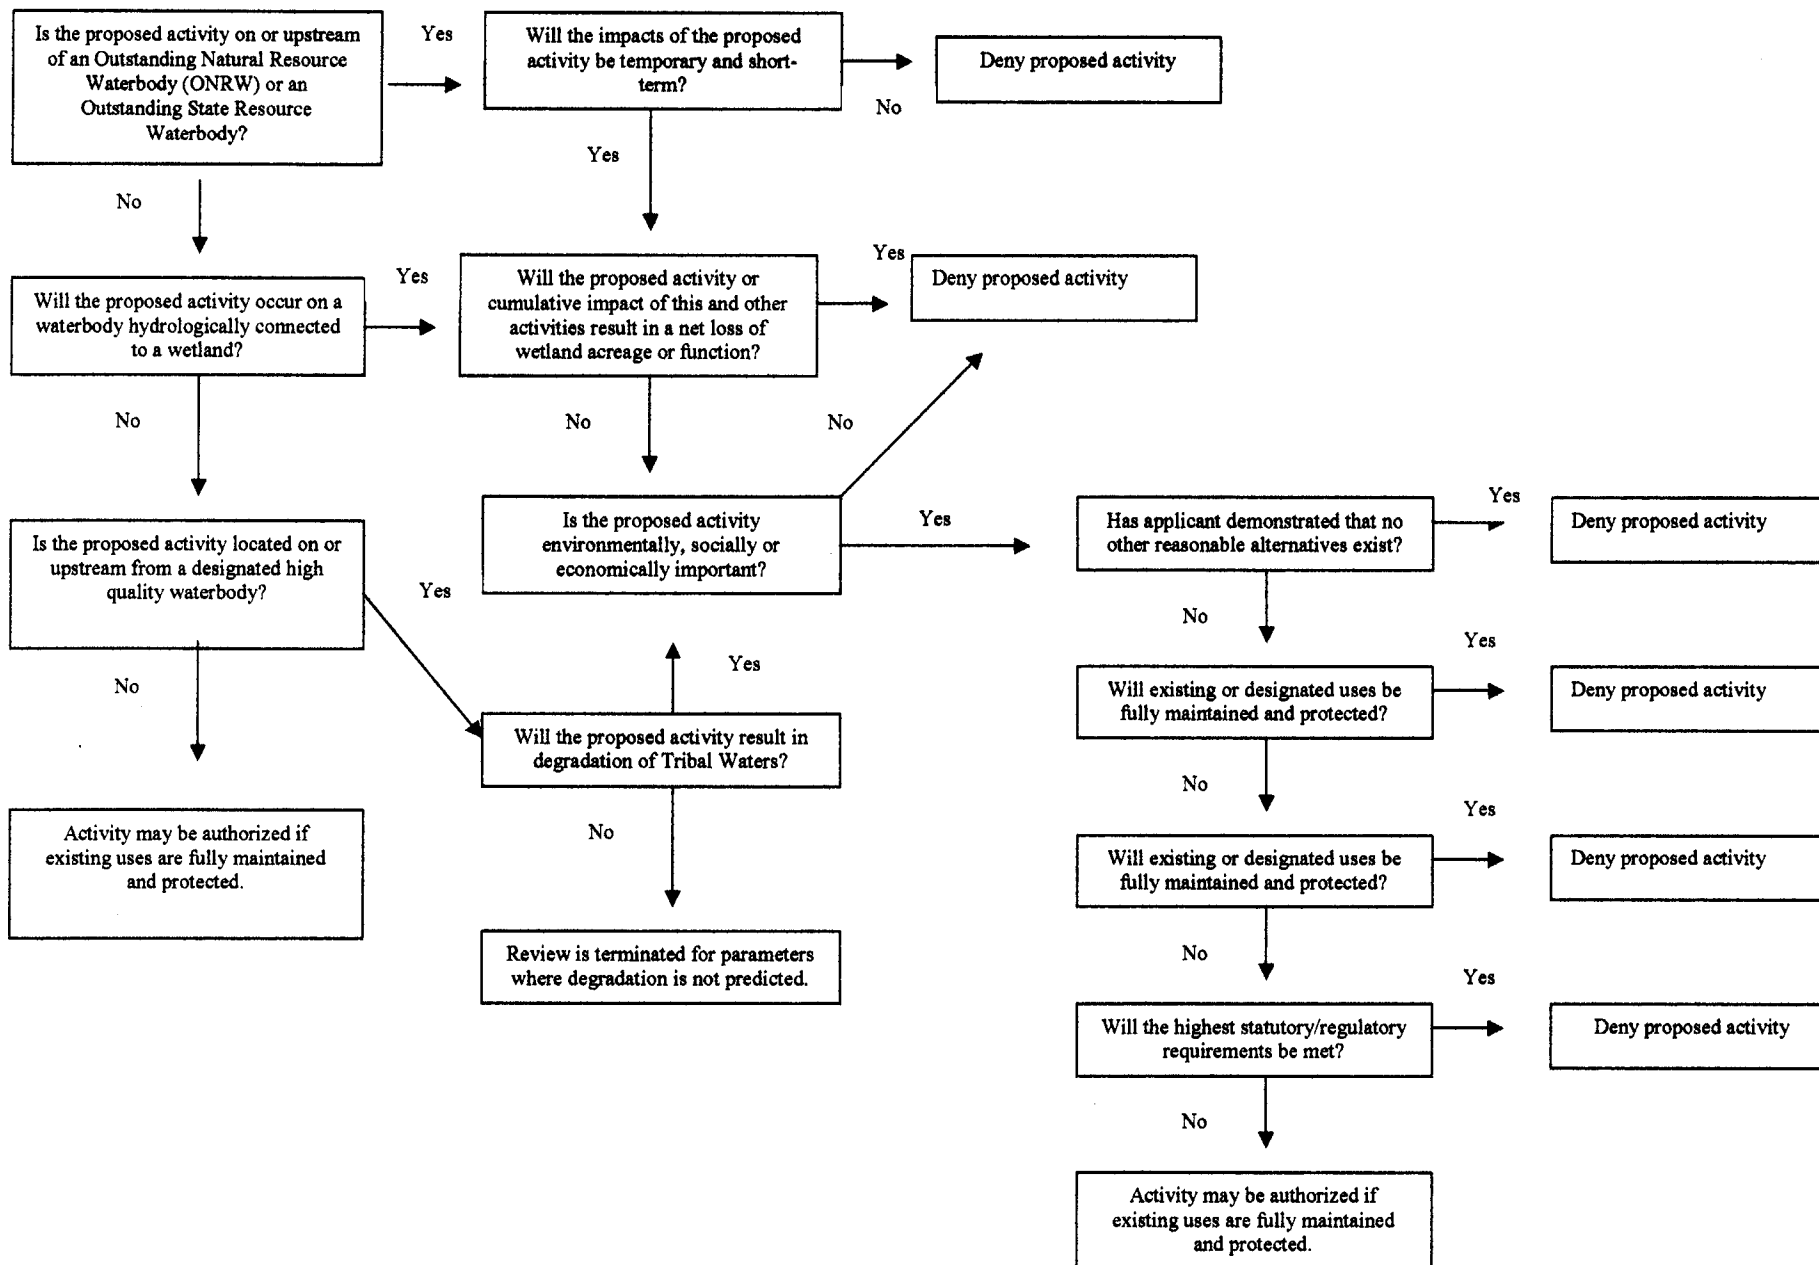 Is the proposed activity on or upstream
of an Outstanding Natural Resource
Waterbody (ONRW) or an
Outstanding State Resource
Waterbody?
Yes
Will the impacts of the proposed
activity be temporary and short-
term?
No
Deny proposed activity
No
Yes
Will the proposed activity occur on a
waterbody hydrologically connected
to a wetland?
Yes
Will the proposed activity or
cumulative impact of this and other
activities result in a net loss of
wetland acreage or function?
Yes
Deny proposed activity
No
No
No
Is the proposed activity located on or
upstream from a designated high
quality waterbody?
Yes
Is the proposed activity
environmentally, socially or
economically important?
Yes
Has applicant demonstrated that no
other reasonable alternatives exist?
Yes
Deny proposed activity
No
Yes
No
Will the proposed activity result in
degradation of Tribal Waters?
Will existing or designated uses be
fully maintained and protected?
Yes
Deny proposed activity
Activity may be authorized if
existing uses are fully maintained
and protected.
No
No
Will existing or designated uses be
fully maintained and protected?
Yes
Deny proposed activity
Review is terminated for parameters
where degradation is not predicted.
No
Will the highest statutory/regulatory
requirements be met?
Yes
Deny proposed activity
No
Activity may be authorized if
existing uses are fully maintained
and protected.